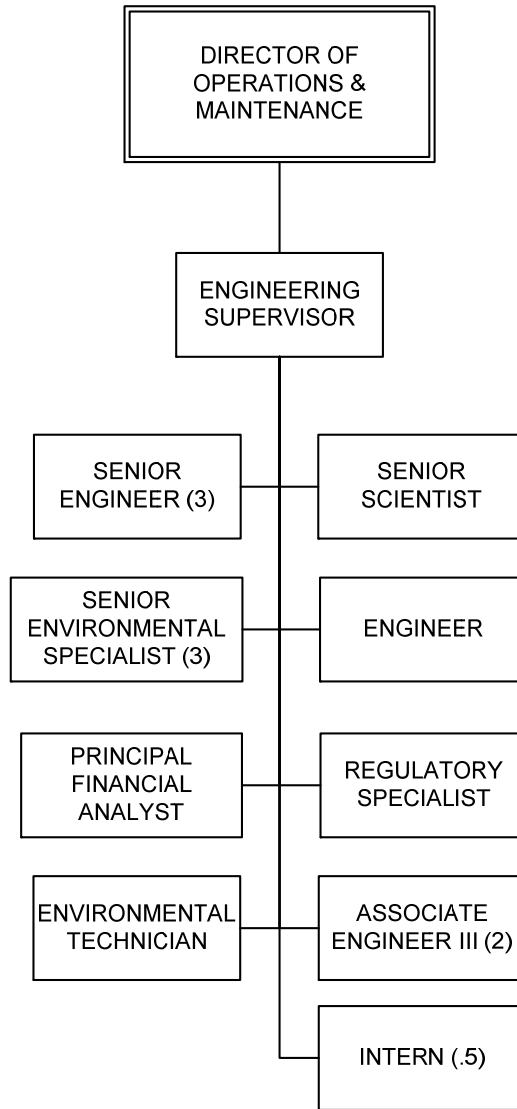 DIRECTOR OF
OPERATIONS &
MAINTENANCE
ENGINEERING
SUPERVISOR
SENIOR
ENGINEER (3)
SENIOR
SCIENTIST
SENIOR
ENVIRONMENTAL
SPECIALIST (3)
ENGINEER
PRINCIPAL
FINANCIAL
ANALYST
REGULATORY
SPECIALIST
ENVIRONMENTAL
TECHNICIAN
ASSOCIATE
ENGINEER III (2)
INTERN (.5)